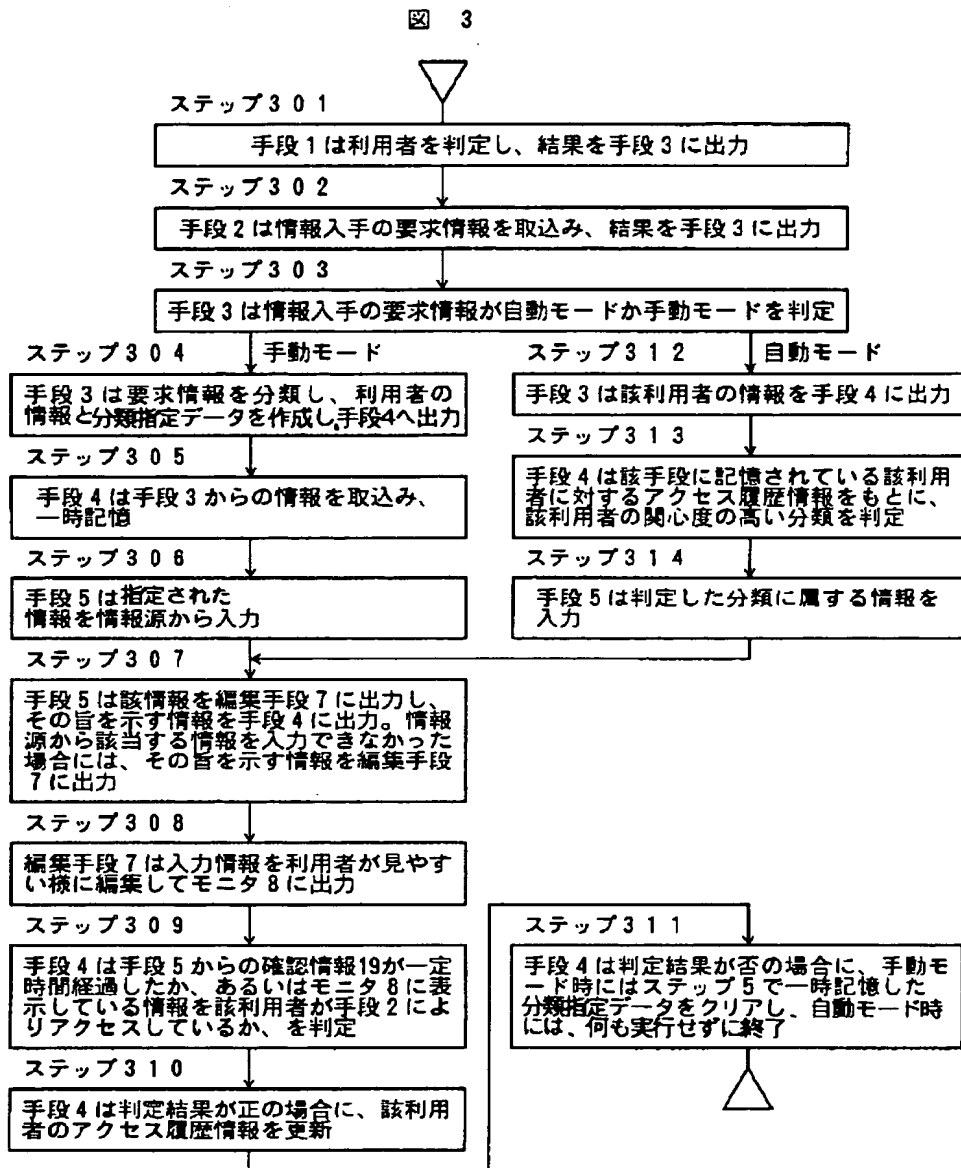 図 3
ステップ301
手段1は利用者を判定し、結果を手段3に出力
ステップ302
手段2は情報入手の要求情報を取込み、結果を手段3に出力
ステップ303
手段3は情報入手の要求情報が自動モードか手動モードを判定
ステップ304
手動モード
手段3は要求情報を分類し、利用者の
情報と分類指定データを作成し、手段4へ出力
ステップ305
手段4は手段3からの情報を取込み、
一時記憶
ステップ306
手段5は指定された
情報を情報源から入力
ステップ312
自動モード
手段3は該利用者の情報を手段4に出力
ステップ313
手段4は該手段に記憶されている該利用
者に対するアクセス履歴情報をもとに、
該利用者の関心度の高い分類を判定
ステップ314
手段5は判定した分類に属する情報を
入力
ステップ307
手段5は該情報を編集手段7に出力し、
その旨を示す情報を手段4に出力。情報
源から該当する情報を入力できなかった
場合には、その旨を示す情報を編集手段
7に出力
ステップ308
編集手段7は入力情報を利用者が見やす
い様に編集してモニタ8に出力
ステップ309
手段4は手段5からの確認情報19が一定
時間経過したか、あるいはモニタ8に表
示している情報を該利用者が手段2によ
りアクセスしているか、を判定
ステップ310
手段4は判定結果が正の場合に、該利用
者のアクセス履歴情報を更新
ステップ311
手段4は判定結果が否の場合に、手動モ
ード時にはステップ5で一時記憶した
分類指定データをクリアし、自動モード時
には、何も実行せずに終了